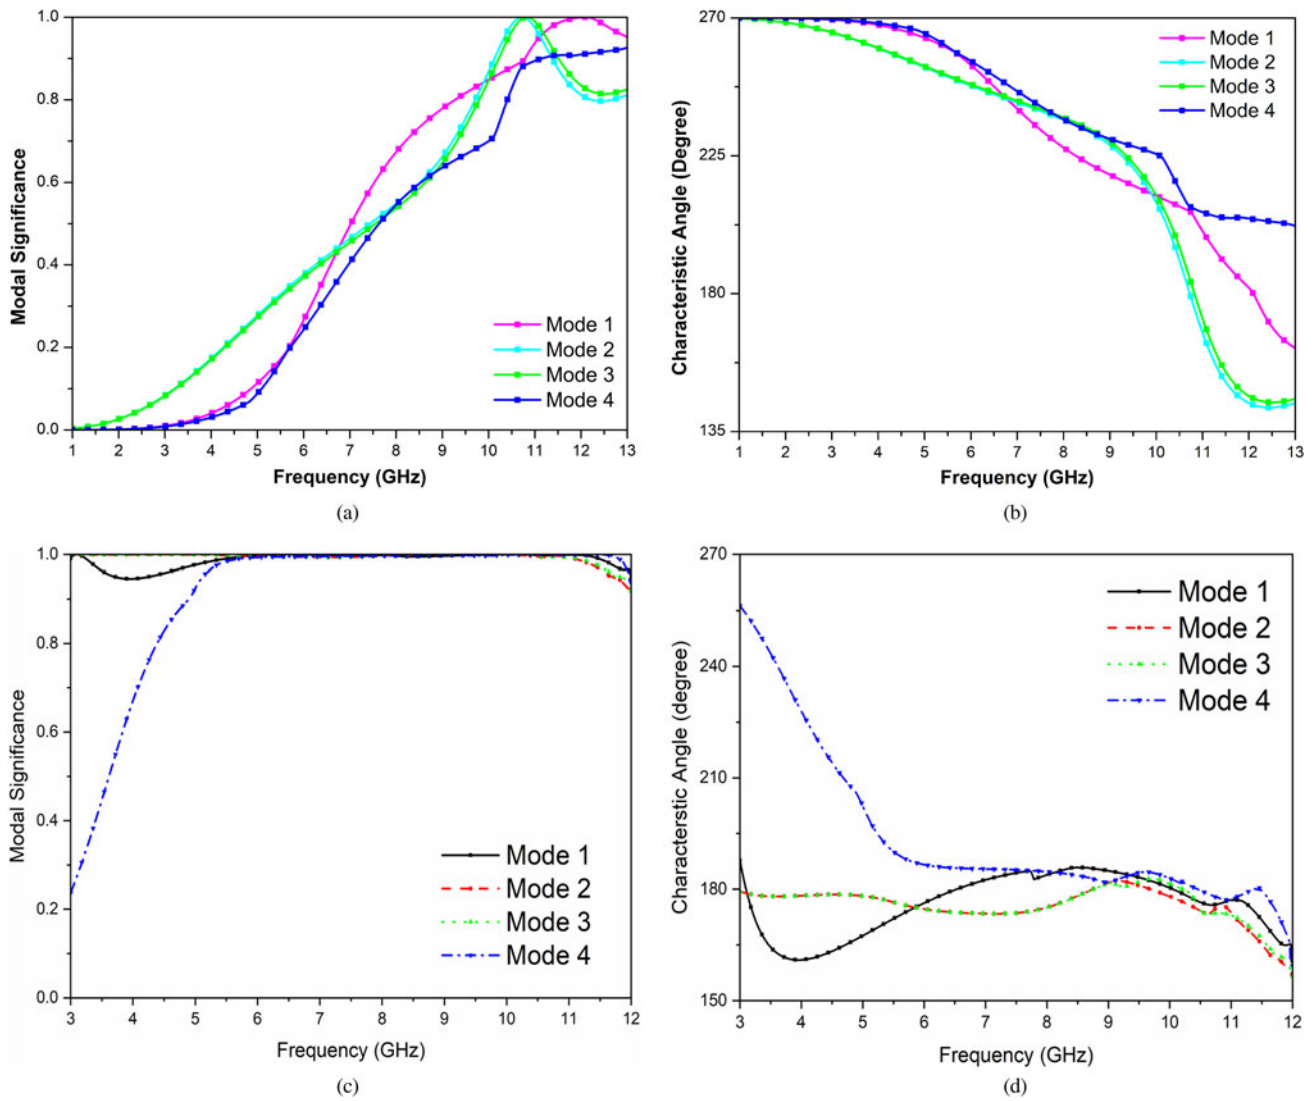 1.0
0.8
0.6
0.4
0.2
0.0
Modal Significance
Mode 1
Mode 2
Mode 3
Mode 4
1 2 3 4 5 6 7 8 9 10 11 12 13
Frequency (GHz)
(a)
270
225
180
135
Characteristic Angle (Degree)
Mode 1
Mode 2
Mode 3
Mode 4
1 2 3 4 5 6 7 8 9 10 11 12 13
Frequency (GHz)
(b)
1.0
0.8
0.6
0.4
0.2
0.0
Modal Significance
Mode 1
Mode 2
Mode 3
Mode 4
3 4 5 6 7 8 9 10 11 12
Frequency (GHz)
(c)
270
240
210
180
150
Characterstic Angle (degree)
Mode 1
Mode 2
Mode 3
Mode 4
3 4 5 6 7 8 9 10 11 12
Frequency (GHz)
(d)